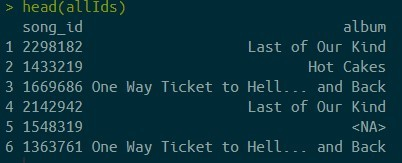 > head(allIds)
song_id album
1 2298182 Last of Our Kind
2 1433219 Hot Cakes
3 1669686 One Way Ticket to Hell... and Back
4 2142942 Last of Our Kind
5 1548319 <NA>
6 1363761 One Way Ticket to Hell... and Back